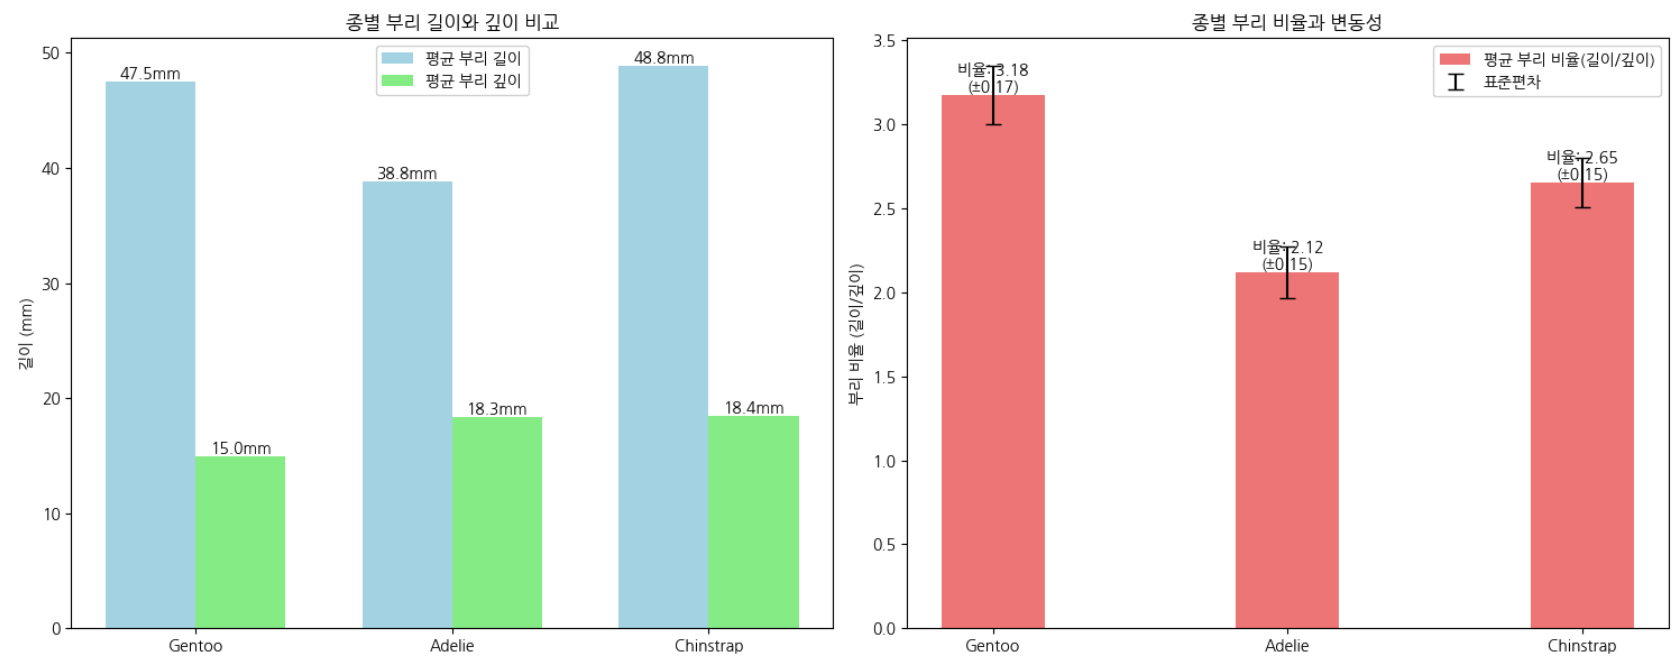 종별 부리 길이와 깊이 비교
평균 부리 길이
평균 부리 깊이
길이 (mm)
50
40
30
20
10
0
47.5mm
15.0mm
38.8mm
18.3mm
48.8mm
18.4mm
Gentoo
Adelie
Chinstrap
종별 부리 비율과 변동성
평균 부리 비율(길이/깊이)
표준편차
부리 비율 (길이/깊이)
3.5
3.0
2.5
2.0
1.5
1.0
0.5
0.0
비율: 3.18
(±0.17)
비율: 2.12
(±0.15)
비율: 2.65
(±0.15)
Gentoo
Adelie
Chinstrap